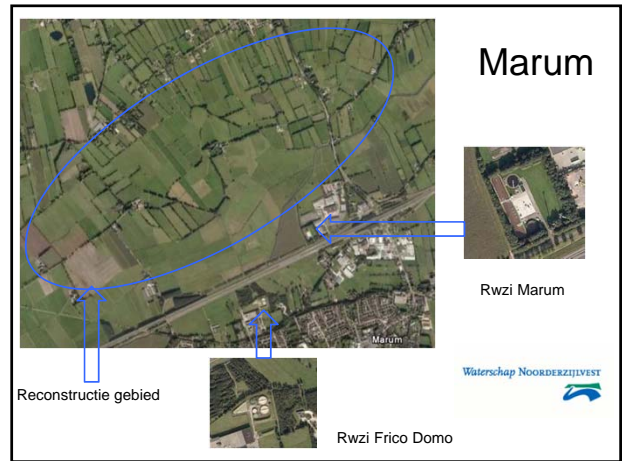 Marum
Rwzi Marum
Marum
Reconstructie gebied
Waterschap NOORDERZIJLVEST
Rwzi Frico Domo